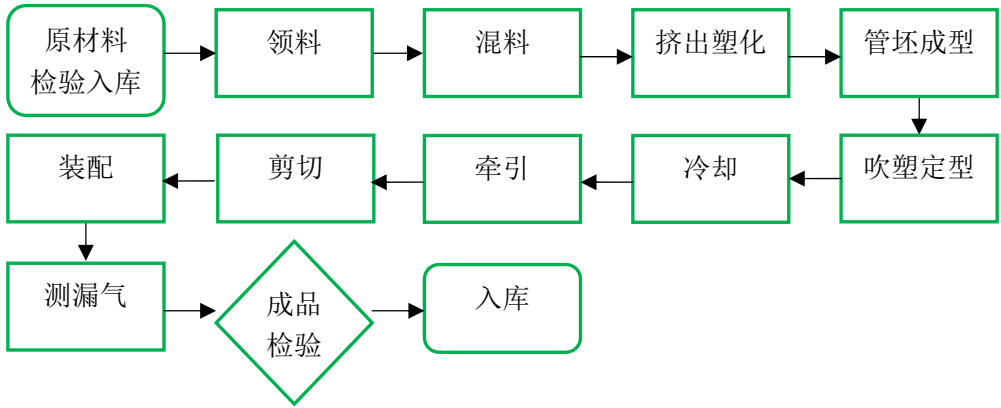 原材料
检验入库
领料
混料
挤出塑化
管坯成型
吹塑定型
冷却
牵引
剪切
装配
测漏气
成品
检验
入库